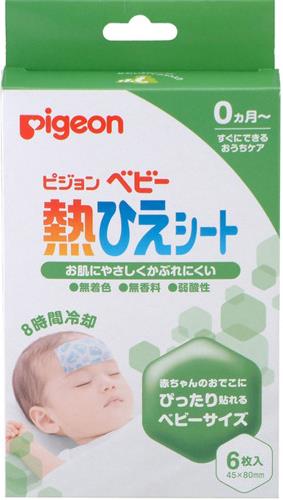 pigeon
0ヵ月～
すぐにできる
おうちケア
ピジョン ベビー
熱ひえシート
お肌にやさしくかぶれにくい
●無着色 ●無香料 ●弱酸性
8時間冷却
赤ちゃんのおでこに
ぴったり貼れる
ベビーサイズ
6枚入
45×80mm